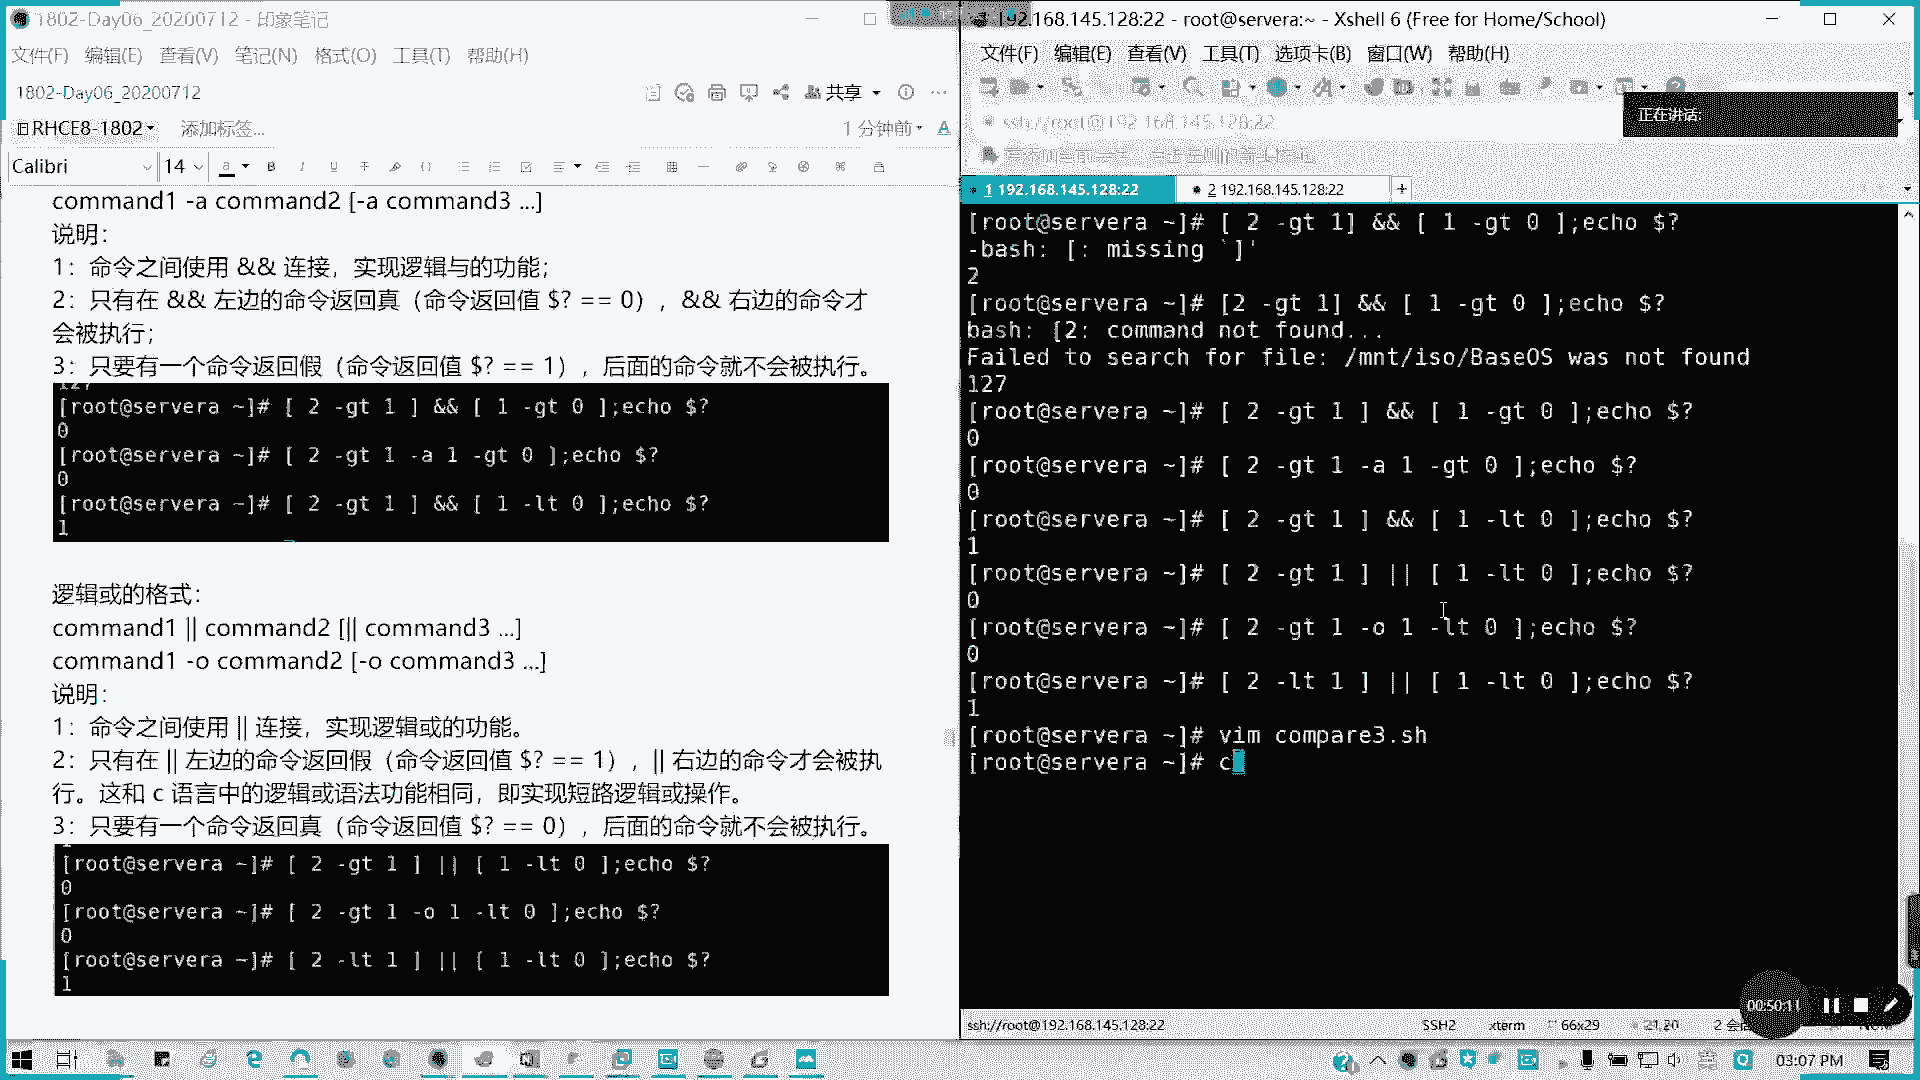 1802-Day06_20200712 - 印象笔记
文件(F) 编辑(E) 查看(V) 笔记(N) 格式(O) 工具(T) 帮助(H)
1802-Day06_20200712
共享
RHCE8-1802
添加标签...
1 分钟前
Calibri
14
command1 -a command2 [-a command3 ...]
说明：
1：命令之间使用 && 连接，实现逻辑与的功能；
2：只有在 && 左边的命令返回真（命令返回值 $? == 0），&& 右边的命令才
会被执行；
3：只要有一个命令返回假（命令返回值 $? == 1），后面的命令就不会被执行。
127
[root@servera ~]# [ 2 -gt 1 ] && [ 1 -gt 0 ];echo $?
0
[root@servera ~]# [ 2 -gt 1 -a 1 -gt 0 ];echo $?
0
[root@servera ~]# [ 2 -gt 1 ] && [ 1 -lt 0 ];echo $?
1
逻辑或的格式：
command1 || command2 [|| command3 ...]
command1 -o command2 [-o command3 ...]
说明：
1：命令之间使用 || 连接，实现逻辑或的功能。
2：只有在 || 左边的命令返回假（命令返回值 $? == 1），|| 右边的命令才会被执
行。这和 c 语言中的逻辑或语法功能相同，即实现短路逻辑或操作。
3：只要有一个命令返回真（命令返回值 $? == 0），后面的命令就不会被执行。
[root@servera ~]# [ 2 -gt 1 ] || [ 1 -lt 0 ];echo $?
0
[root@servera ~]# [ 2 -gt 1 -o 1 -lt 0 ];echo $?
0
[root@servera ~]# [ 2 -lt 1 ] || [ 1 -lt 0 ];echo $?
1
192.168.145.128:22 - root@servera:~ - Xshell 6 (Free for Home/School)
文件(F) 编辑(E) 查看(V) 工具(T) 选项卡(B) 窗口(W) 帮助(H)
正在讲话:
ssh://root@192.168.145.128:22
1 192.168.145.128:22
2 192.168.145.128:22
[root@servera ~]# [ 2 -gt 1] && [ 1 -gt 0 ];echo $?
-bash: [: missing `]'
2
[root@servera ~]# [2 -gt 1] && [ 1 -gt 0 ];echo $?
bash: [2: command not found...
Failed to search for file: /mnt/iso/BaseOS was not found
127
[root@servera ~]# [ 2 -gt 1 ] && [ 1 -gt 0 ];echo $?
0
[root@servera ~]# [ 2 -gt 1 -a 1 -gt 0 ];echo $?
0
[root@servera ~]# [ 2 -gt 1 ] && [ 1 -lt 0 ];echo $?
1
[root@servera ~]# [ 2 -gt 1 ] || [ 1 -lt 0 ];echo $?
0
[root@servera ~]# [ 2 -gt 1 -o 1 -lt 0 ];echo $?
0
[root@servera ~]# [ 2 -lt 1 ] || [ 1 -lt 0 ];echo $?
1
[root@servera ~]# vim compare3.sh
[root@servera ~]# c
00:50:11
ssh://root@192.168.145.128:22
SSH2
xterm
66x29
21,20
03:07 PM